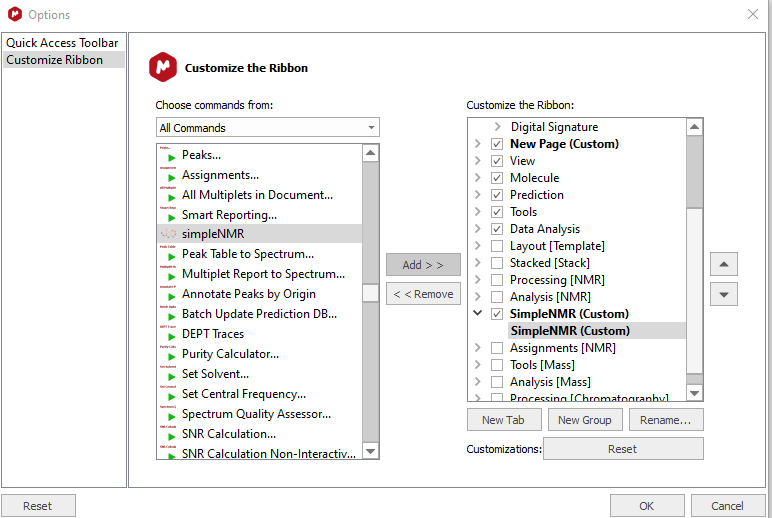 Options
Quick Access Toolbar
Customize Ribbon
Customize the Ribbon
Choose commands from:
All Commands
Peaks...
Assignments...
All Multiplets in Document...
Smart Reporting...
simpleNMR
Peak Table to Spectrum...
Multiplet Report to Spectrum...
Annotate Peaks by Origin
Batch Update Prediction DB...
DEPT Traces
Purity Calculator...
Set Solvent...
Set Central Frequency...
Spectrum Quality Assessor...
SNR Calculation...
SNR Calculation Non-Interactiv...
Add > >
< < Remove
Customize the Ribbon:
Digital Signature
New Page (Custom)
View
Molecule
Prediction
Tools
Data Analysis
Layout [Template]
Stacked [Stack]
Processing [NMR]
Analysis [NMR]
SimpleNMR (Custom)
SimpleNMR (Custom)
Assignments [NMR]
Tools [Mass]
Analysis [Mass]
Processing [Chromatography]
New Tab
New Group
Rename...
Customizations:
Reset
Reset
OK
Cancel